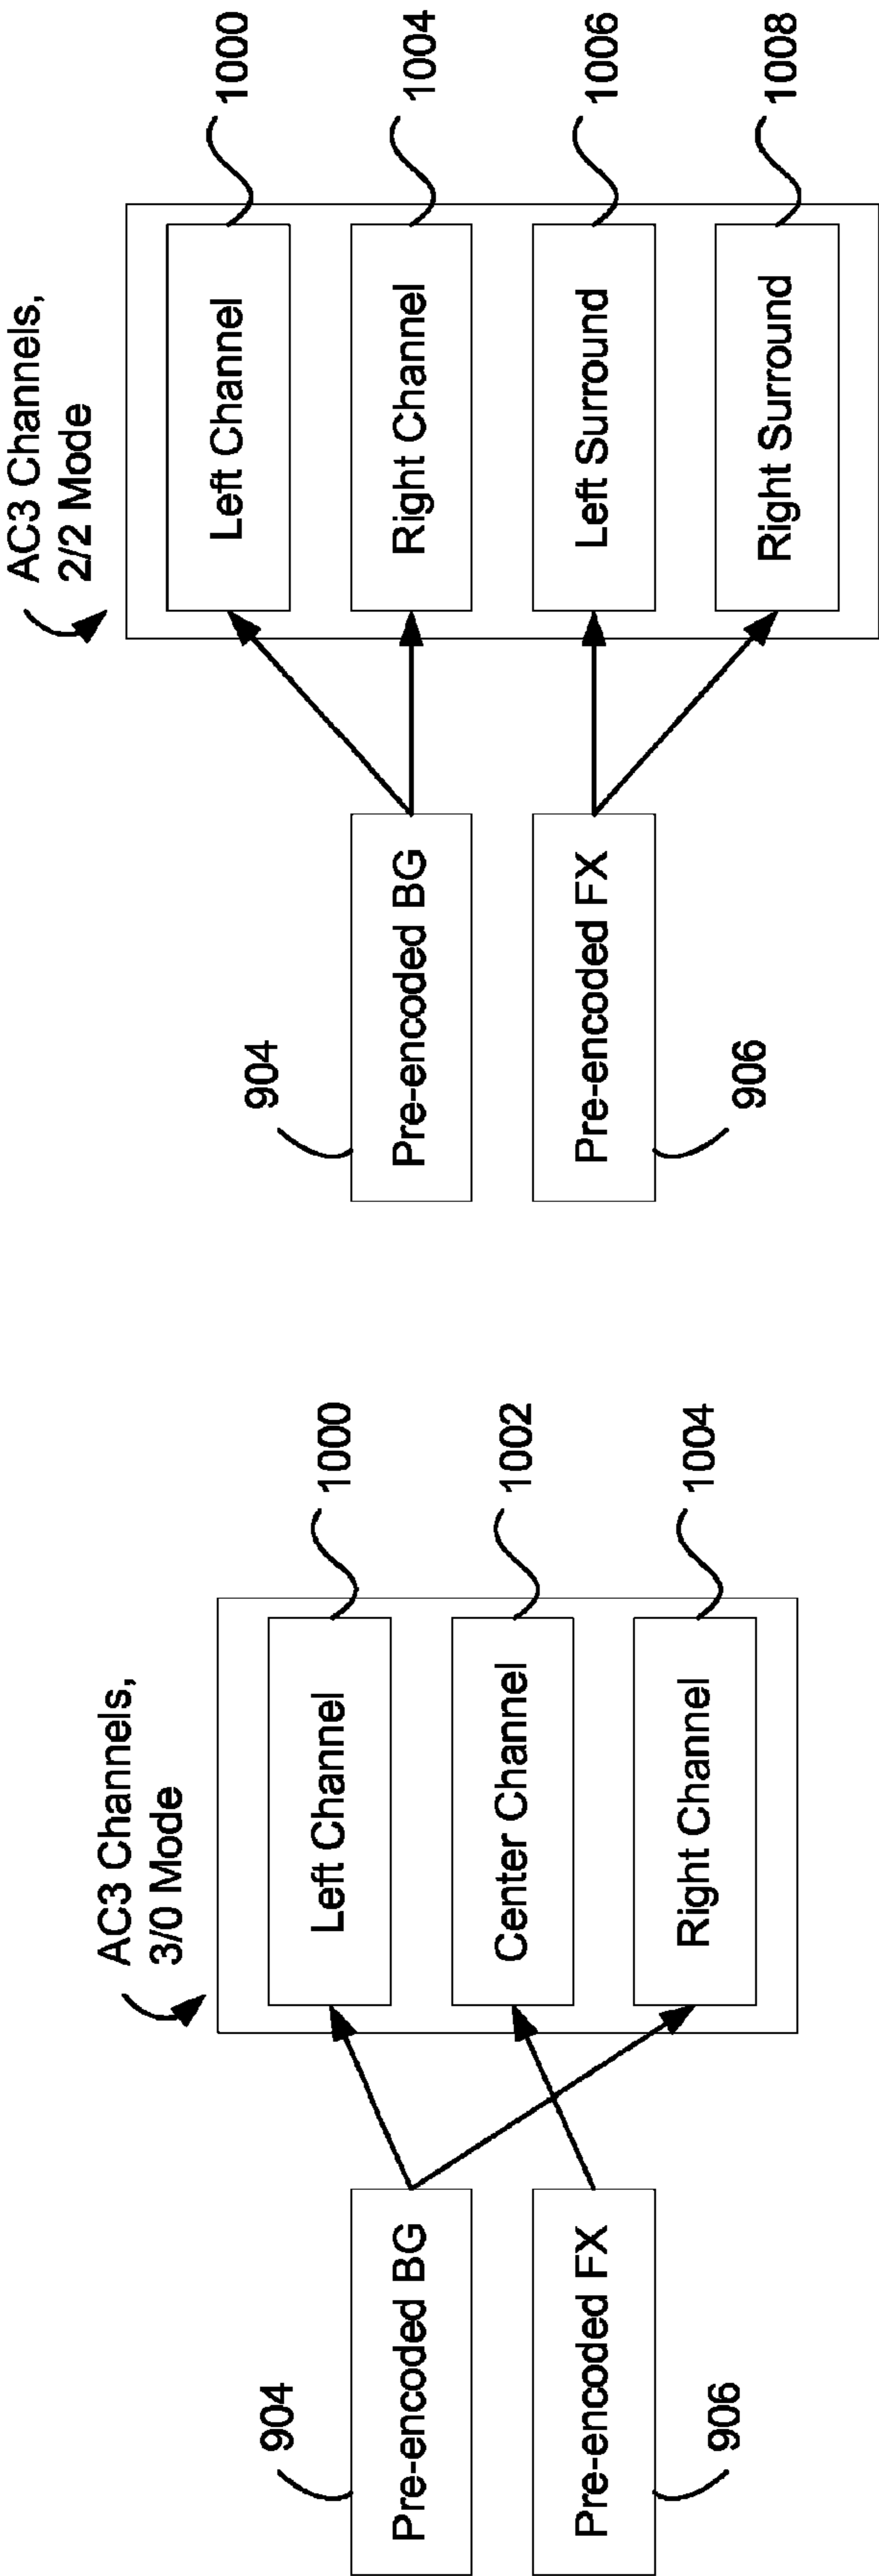 AC3 Channels,
3/0 Mode
904
Pre-encoded BG
Pre-encoded FX
906
Left Channel
1000
Center Channel
1002
Right Channel
1004
AC3 Channels,
2/2 Mode
904
Pre-encoded BG
Pre-encoded FX
906
Left Channel
1000
Right Channel
1004
Left Surround
1006
Right Surround
1008